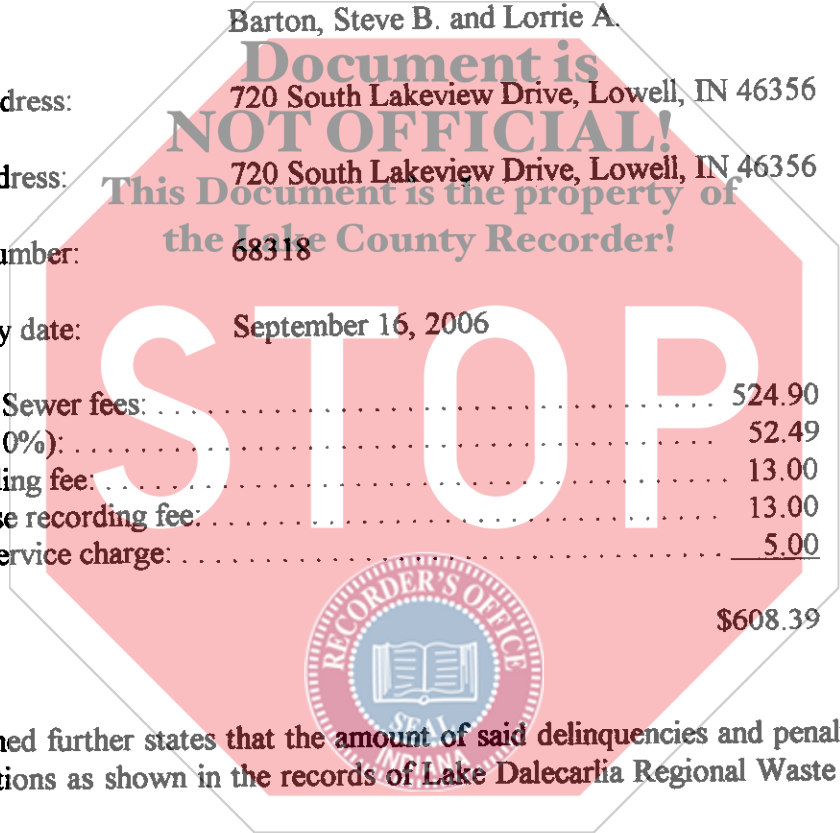 Barton, Steve B. and Lorrie A.
Document is
dress: 720 South Lakeview Drive, Lowell, IN 46356
NOT OFFICIAL!
dress: 720 South Lakeview Drive, Lowell, IN 46356
This Document is the property of
the Lake County Recorder!
umber: 68318
y date: September 16, 2006
STOP
Sewer fees: 524.90
0%): 52.49
ling fee: 13.00
se recording fee: 13.00
ervice charge: 5.00
RECORDER'S OFFICE
$608.39
SEAL
INDIANA
ned further states that the amount of said delinquencies and penal
tions as shown in the records of Lake Dalecarlia Regional Waste